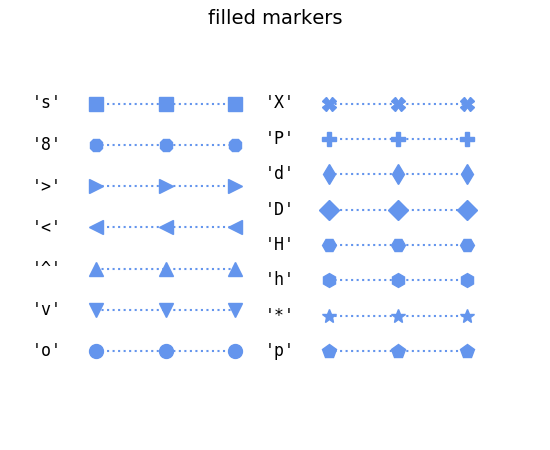 filled markers
's'
'8'
'>'
'<'
'^'
'v'
'o'
'X'
'P'
'd'
'D'
'H'
'h'
'*'
'p'